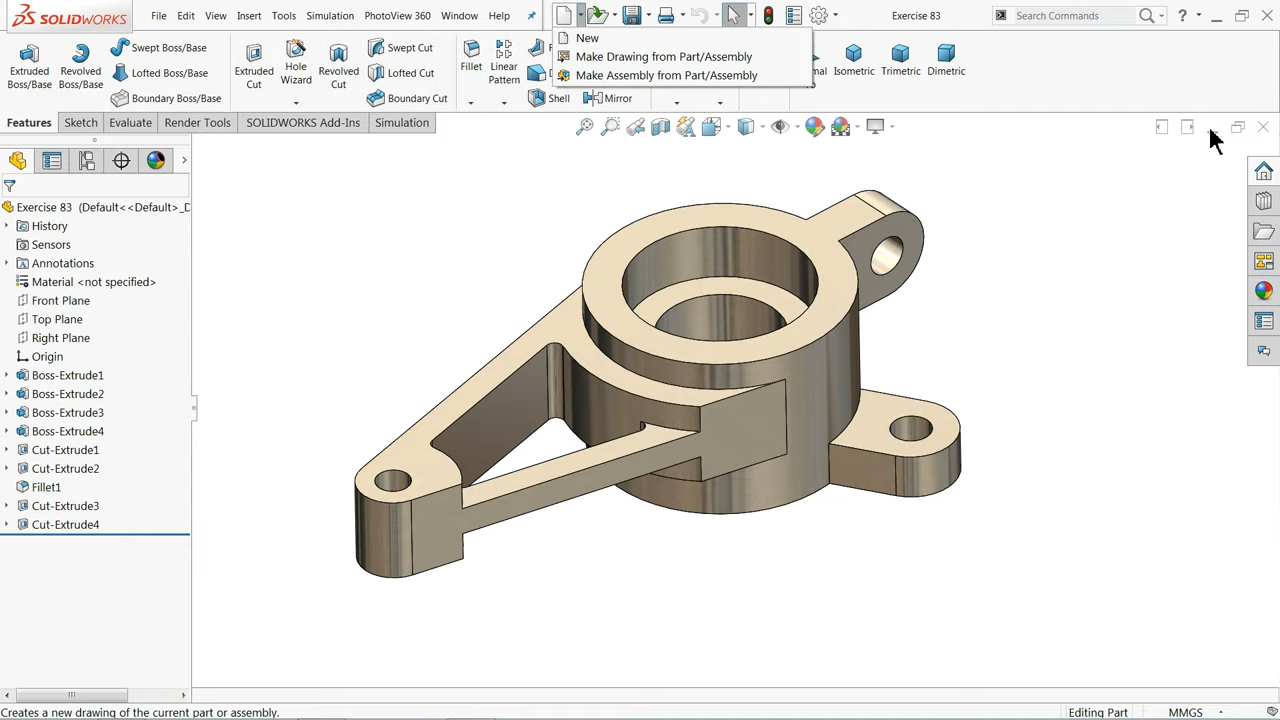 SOLIDWORKS File Edit View Insert Tools Simulation PhotoView 360 Window Help Exercise 83 Search Commands ?
New
Make Drawing from Part/Assembly
Make Assembly from Part/Assembly
Extruded Boss/Base
Revolved Boss/Base
Swept Boss/Base
Lofted Boss/Base
Boundary Boss/Base
Extruded Cut
Hole Wizard
Revolved Cut
Swept Cut
Lofted Cut
Boundary Cut
Fillet
Linear Pattern
Shell
Mirror
Isometric
Trimetric
Dimetric
Features Sketch Evaluate Render Tools SOLIDWORKS Add-Ins Simulation
Exercise 83 (Default<<Default>_D
History
Sensors
Annotations
Material <not specified>
Front Plane
Top Plane
Right Plane
Origin
Boss-Extrude1
Boss-Extrude2
Boss-Extrude3
Boss-Extrude4
Cut-Extrude1
Cut-Extrude2
Fillet1
Cut-Extrude3
Cut-Extrude4
Creates a new drawing of the current part or assembly. Editing Part MMGS